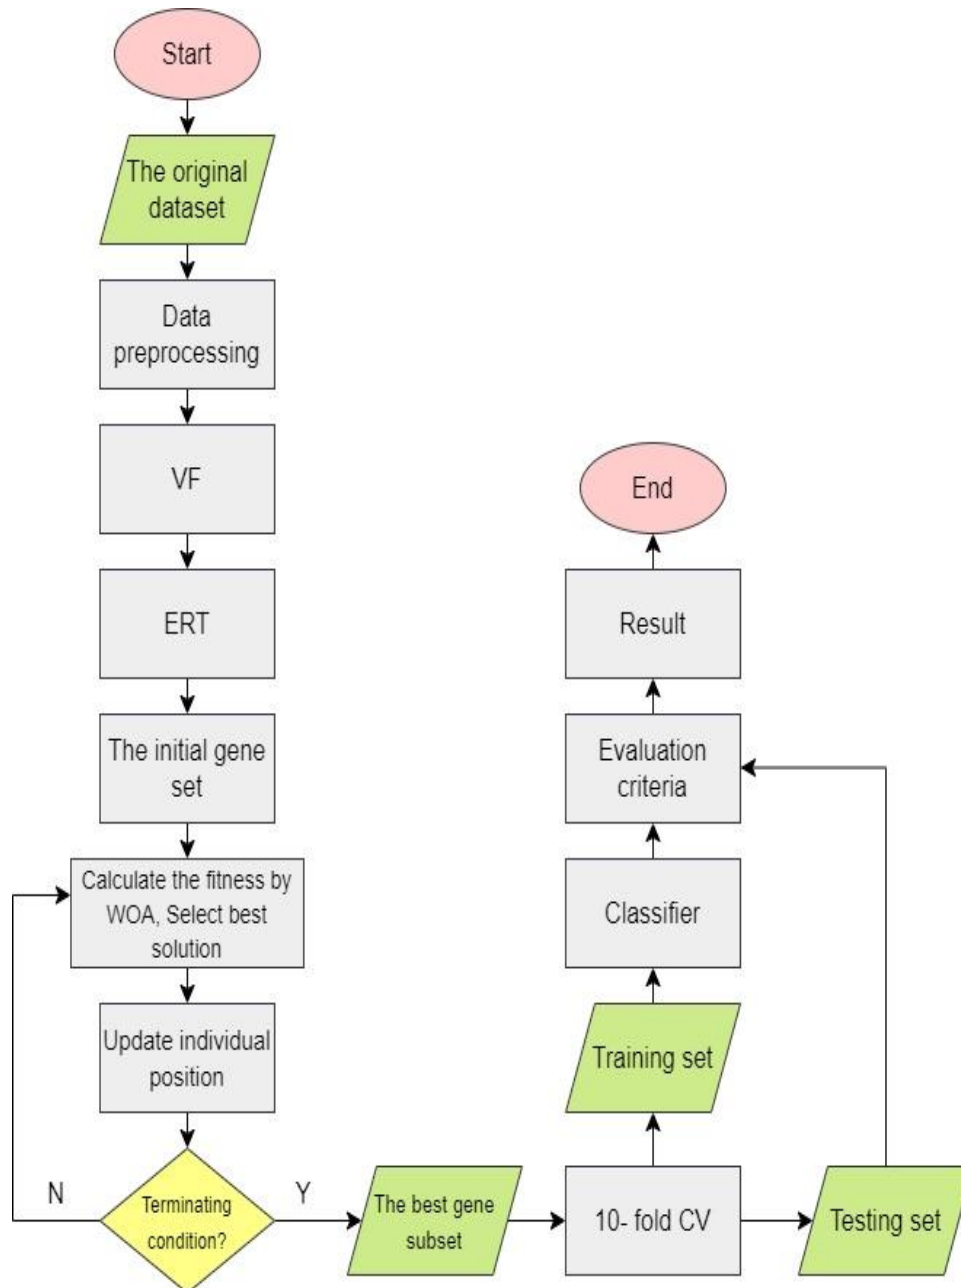 Start
The original
dataset
Data
preprocessing
VF
ERT
The initial gene
set
Calculate the fitness by
WOA, Select best
solution
Update individual
position
Terminating
condition?
N
Y
The best gene
subset
10- fold CV
Testing set
Training set
Classifier
Evaluation
criteria
Result
End